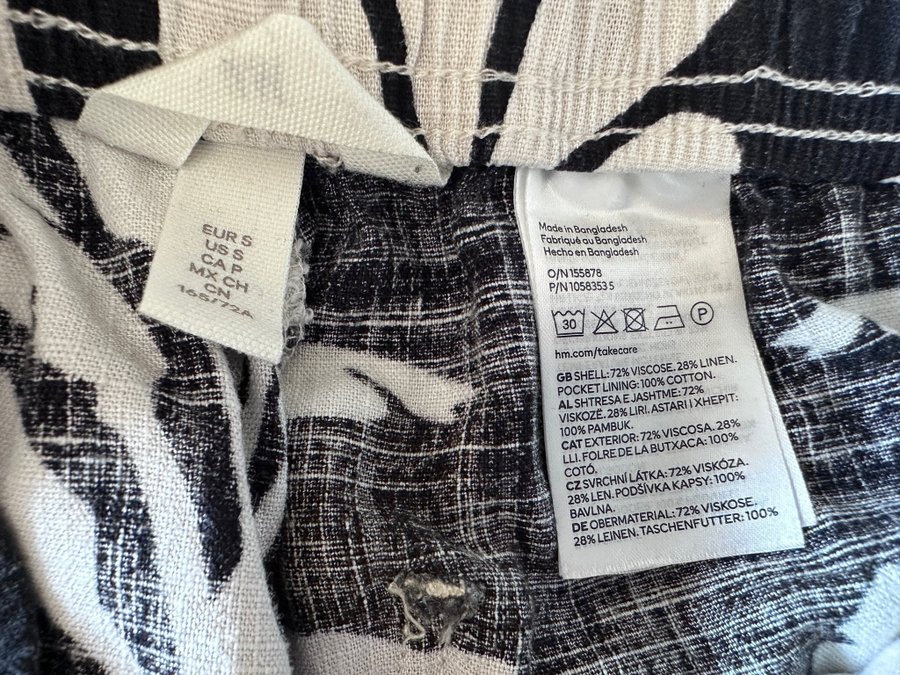 EUR S
US S
CA P
MX CH
CN
165/72A
Made in Bangladesh
Fabriqué au Bangladesh
Hecho en Bangladesh
O/N 155878
P/N 1058353 5
30
P
hm.com/takecare
GB SHELL: 72% VISCOSE. 28% LINEN.
POCKET LINING: 100% COTTON.
AL SHTRESA E JASHTME: 72%
VISKOZË. 28% LIRI. ASTARI I XHEPIT:
100% PAMBUK.
CAT EXTERIOR: 72% VISCOSA. 28%
LLI. FOLRE DE LA BUTXACA: 100%
COTÓ.
CZ SVRCHNÍ LÁTKA: 72% VISKÓZA.
28% LEN. PODŠÍVKA KAPSY: 100%
BAVLNA.
DE OBERMATERIAL: 72% VISKOSE.
28% LEINEN. TASCHENFUTTER: 100%